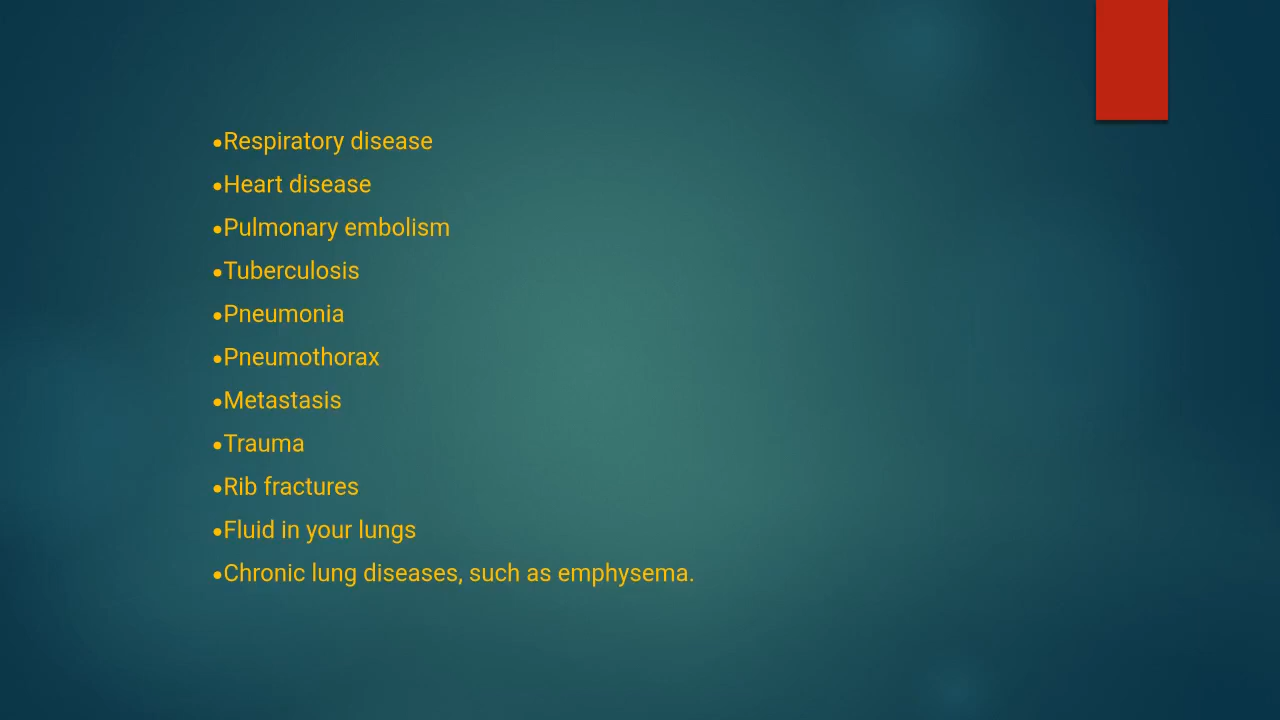 •Respiratory disease
•Heart disease
•Pulmonary embolism
•Tuberculosis
•Pneumonia
•Pneumothorax
•Metastasis
•Trauma
•Rib fractures
•Fluid in your lungs
•Chronic lung diseases, such as emphysema.